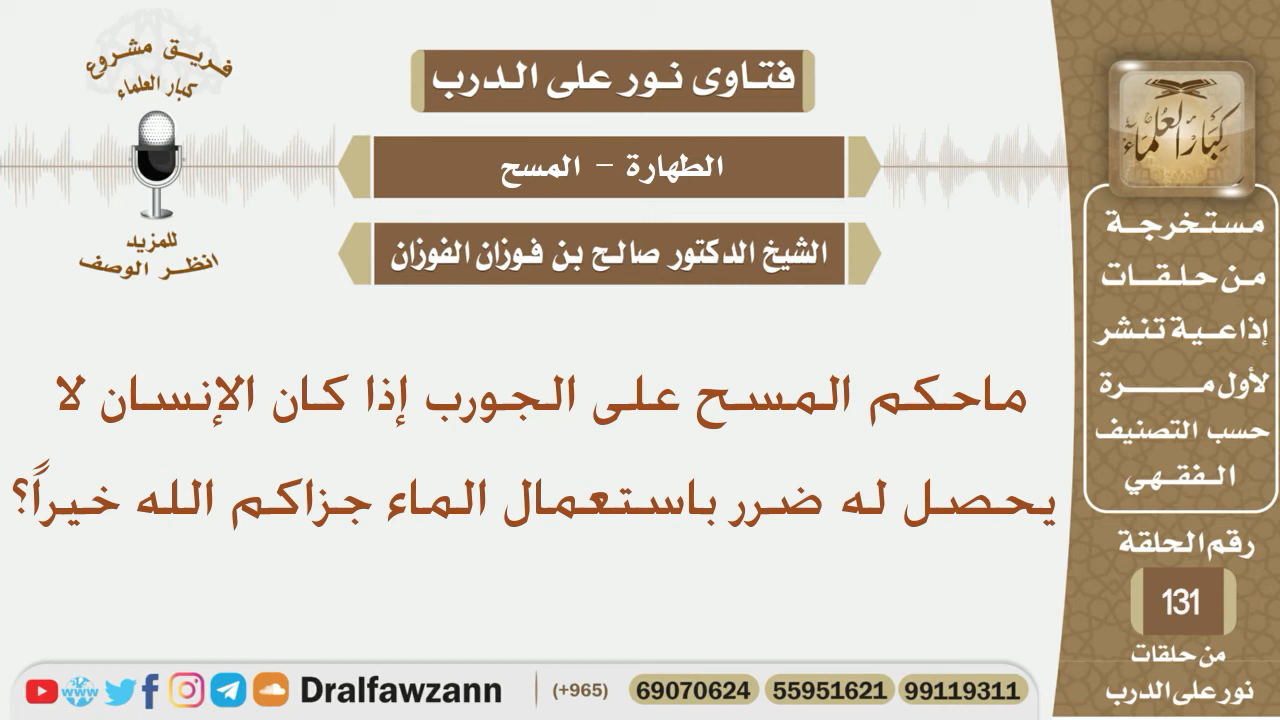 فريق مشروع
كبار العلماء
للمزيد
انظر الوصف
فتاوى نور على الدرب
الطهارة - المسح
الشيخ الدكتور صالح بن فوزان الفوزان
ماحكم المسح على الجورب إذا كان الإنسان لا
يحصل له ضرر باستعمال الماء جزاكم الله خيراً؟
كبار العلماء
مستخرجة
من حلقات
إذاعية تنشر
لأول مرة
حسب التصنيف
الفقهي
رقم الحلقة
131
من حلقات
نور على الدرب
www
Dralfawzann (+965) 69070624 55951621 99119311